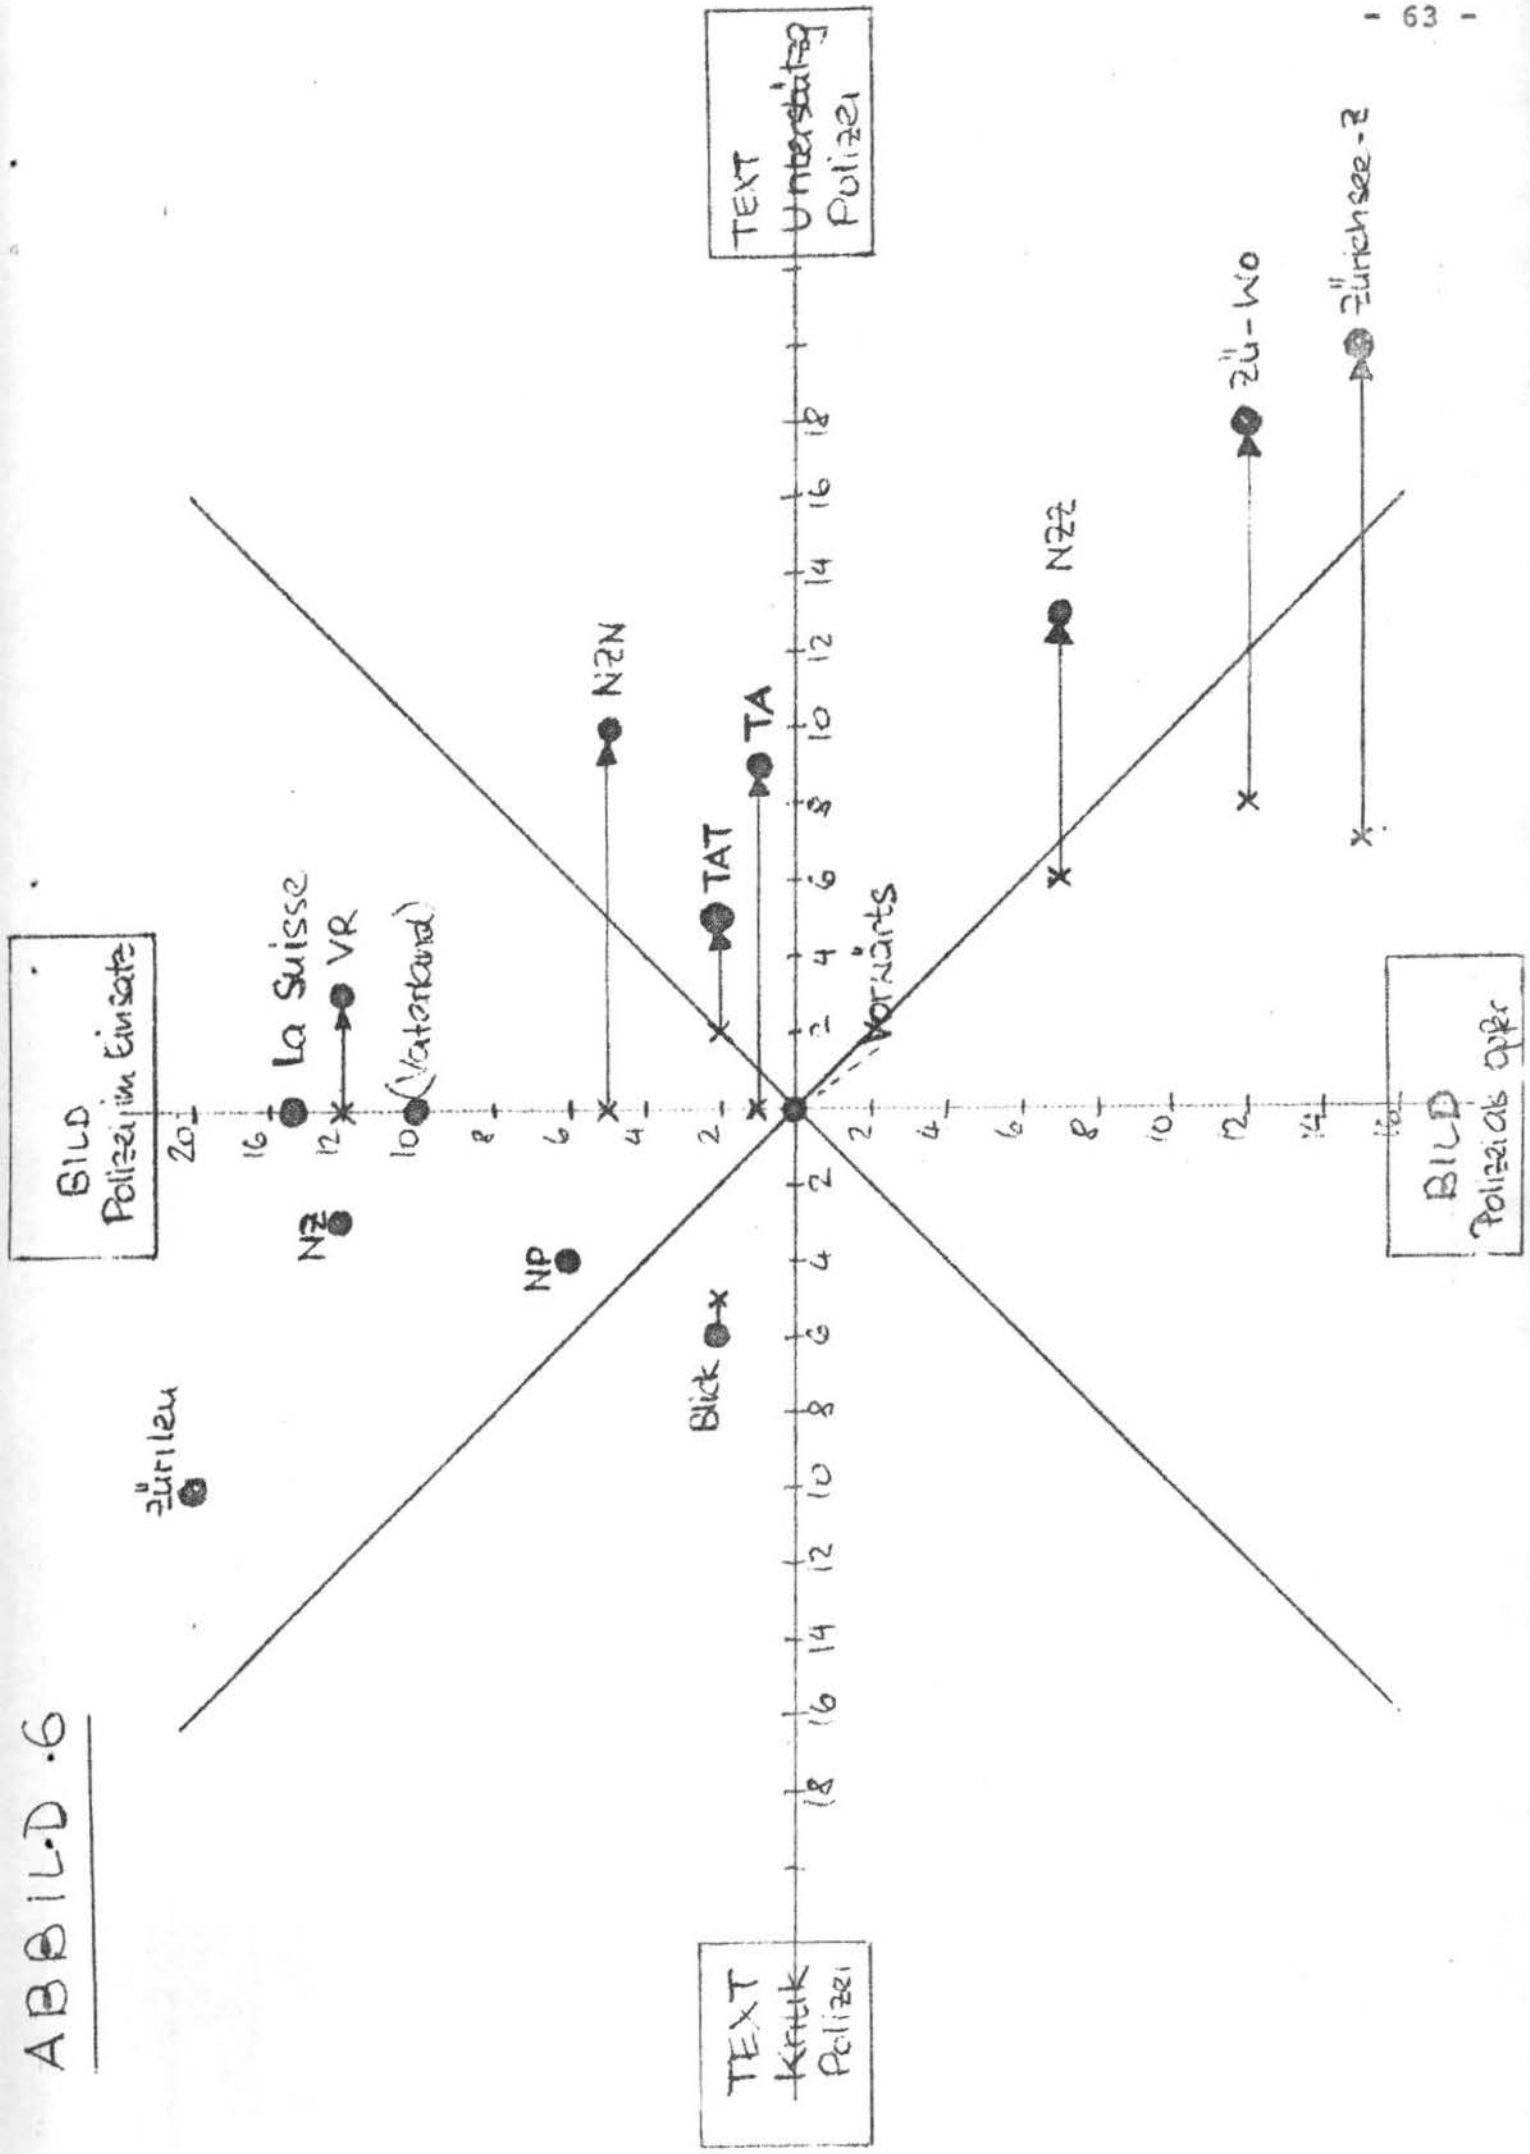 - 63 -
ABBILD.6
BILD
Polizei im Einsatz
20
16
12
10
8
6
4
2
2
4
6
8
10
12
14
16
BILD
Polizei als Opfer
TEXT
Kritik
Polizei
18
16
14
12
10
8
6
4
2
2
4
6
8
10
12
14
16
18
TEXT
Unterstützg
Polizei
Zürileu
NZ
La Suisse
VR
(Vaterland)
NP
NZN
Blick
TAT
TA
Vorwärts
NZZ
Zü-Wo
Zürichsee-Z